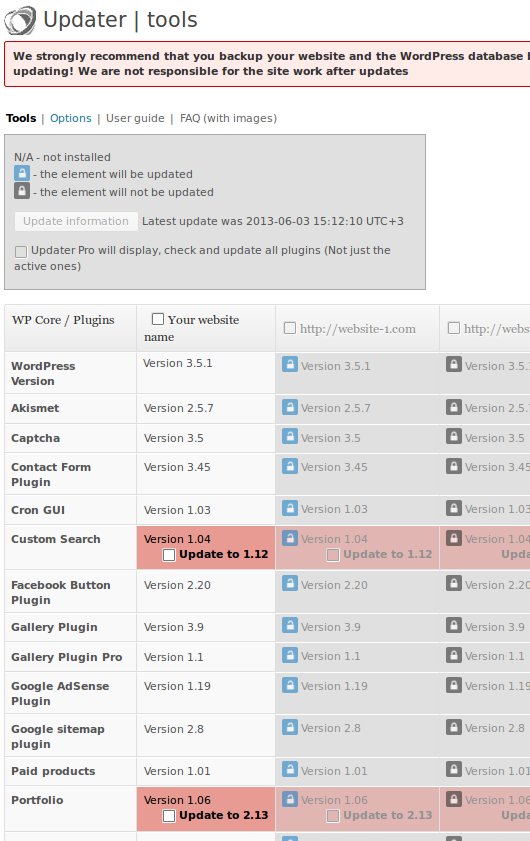 Updater | tools
We strongly recommend that you backup your website and the WordPress database
updating! We are not responsible for the site work after updates
Tools | Options | User guide | FAQ (with images)
N/A - not installed
- the element will be updated
- the element will not be updated
Update information Latest update was 2013-06-03 15:12:10 UTC+3
Updater Pro will display, check and update all plugins (Not just the
active ones)
WP Core / Plugins Your website name http://website-1.com http://webs
WordPress Version Version 3.5.1 Version 3.5.1 Version 3.5.
Akismet Version 2.5.7 Version 2.5.7 Version 2.5.
Captcha Version 3.5 Version 3.5 Version 3.5
Contact Form Plugin Version 3.45 Version 3.45 Version 3.45
Cron GUI Version 1.03 Version 1.03 Version 1.03
Custom Search Version 1.04 Version 1.04 Version 1.04
Update to 1.12 Update to 1.12 Upda
Facebook Button Plugin Version 2.20 Version 2.20 Version 2.20
Gallery Plugin Version 3.9 Version 3.9 Version 3.9
Gallery Plugin Pro Version 1.1 Version 1.1 Version 1.1
Google AdSense Plugin Version 1.19 Version 1.19 Version 1.19
Google sitemap plugin Version 2.8 Version 2.8 Version 2.8
Paid products Version 1.01 Version 1.01 Version 1.01
Portfolio Version 1.06 Version 1.06 Version 1.06
Update to 2.13 Update to 2.13 Upda